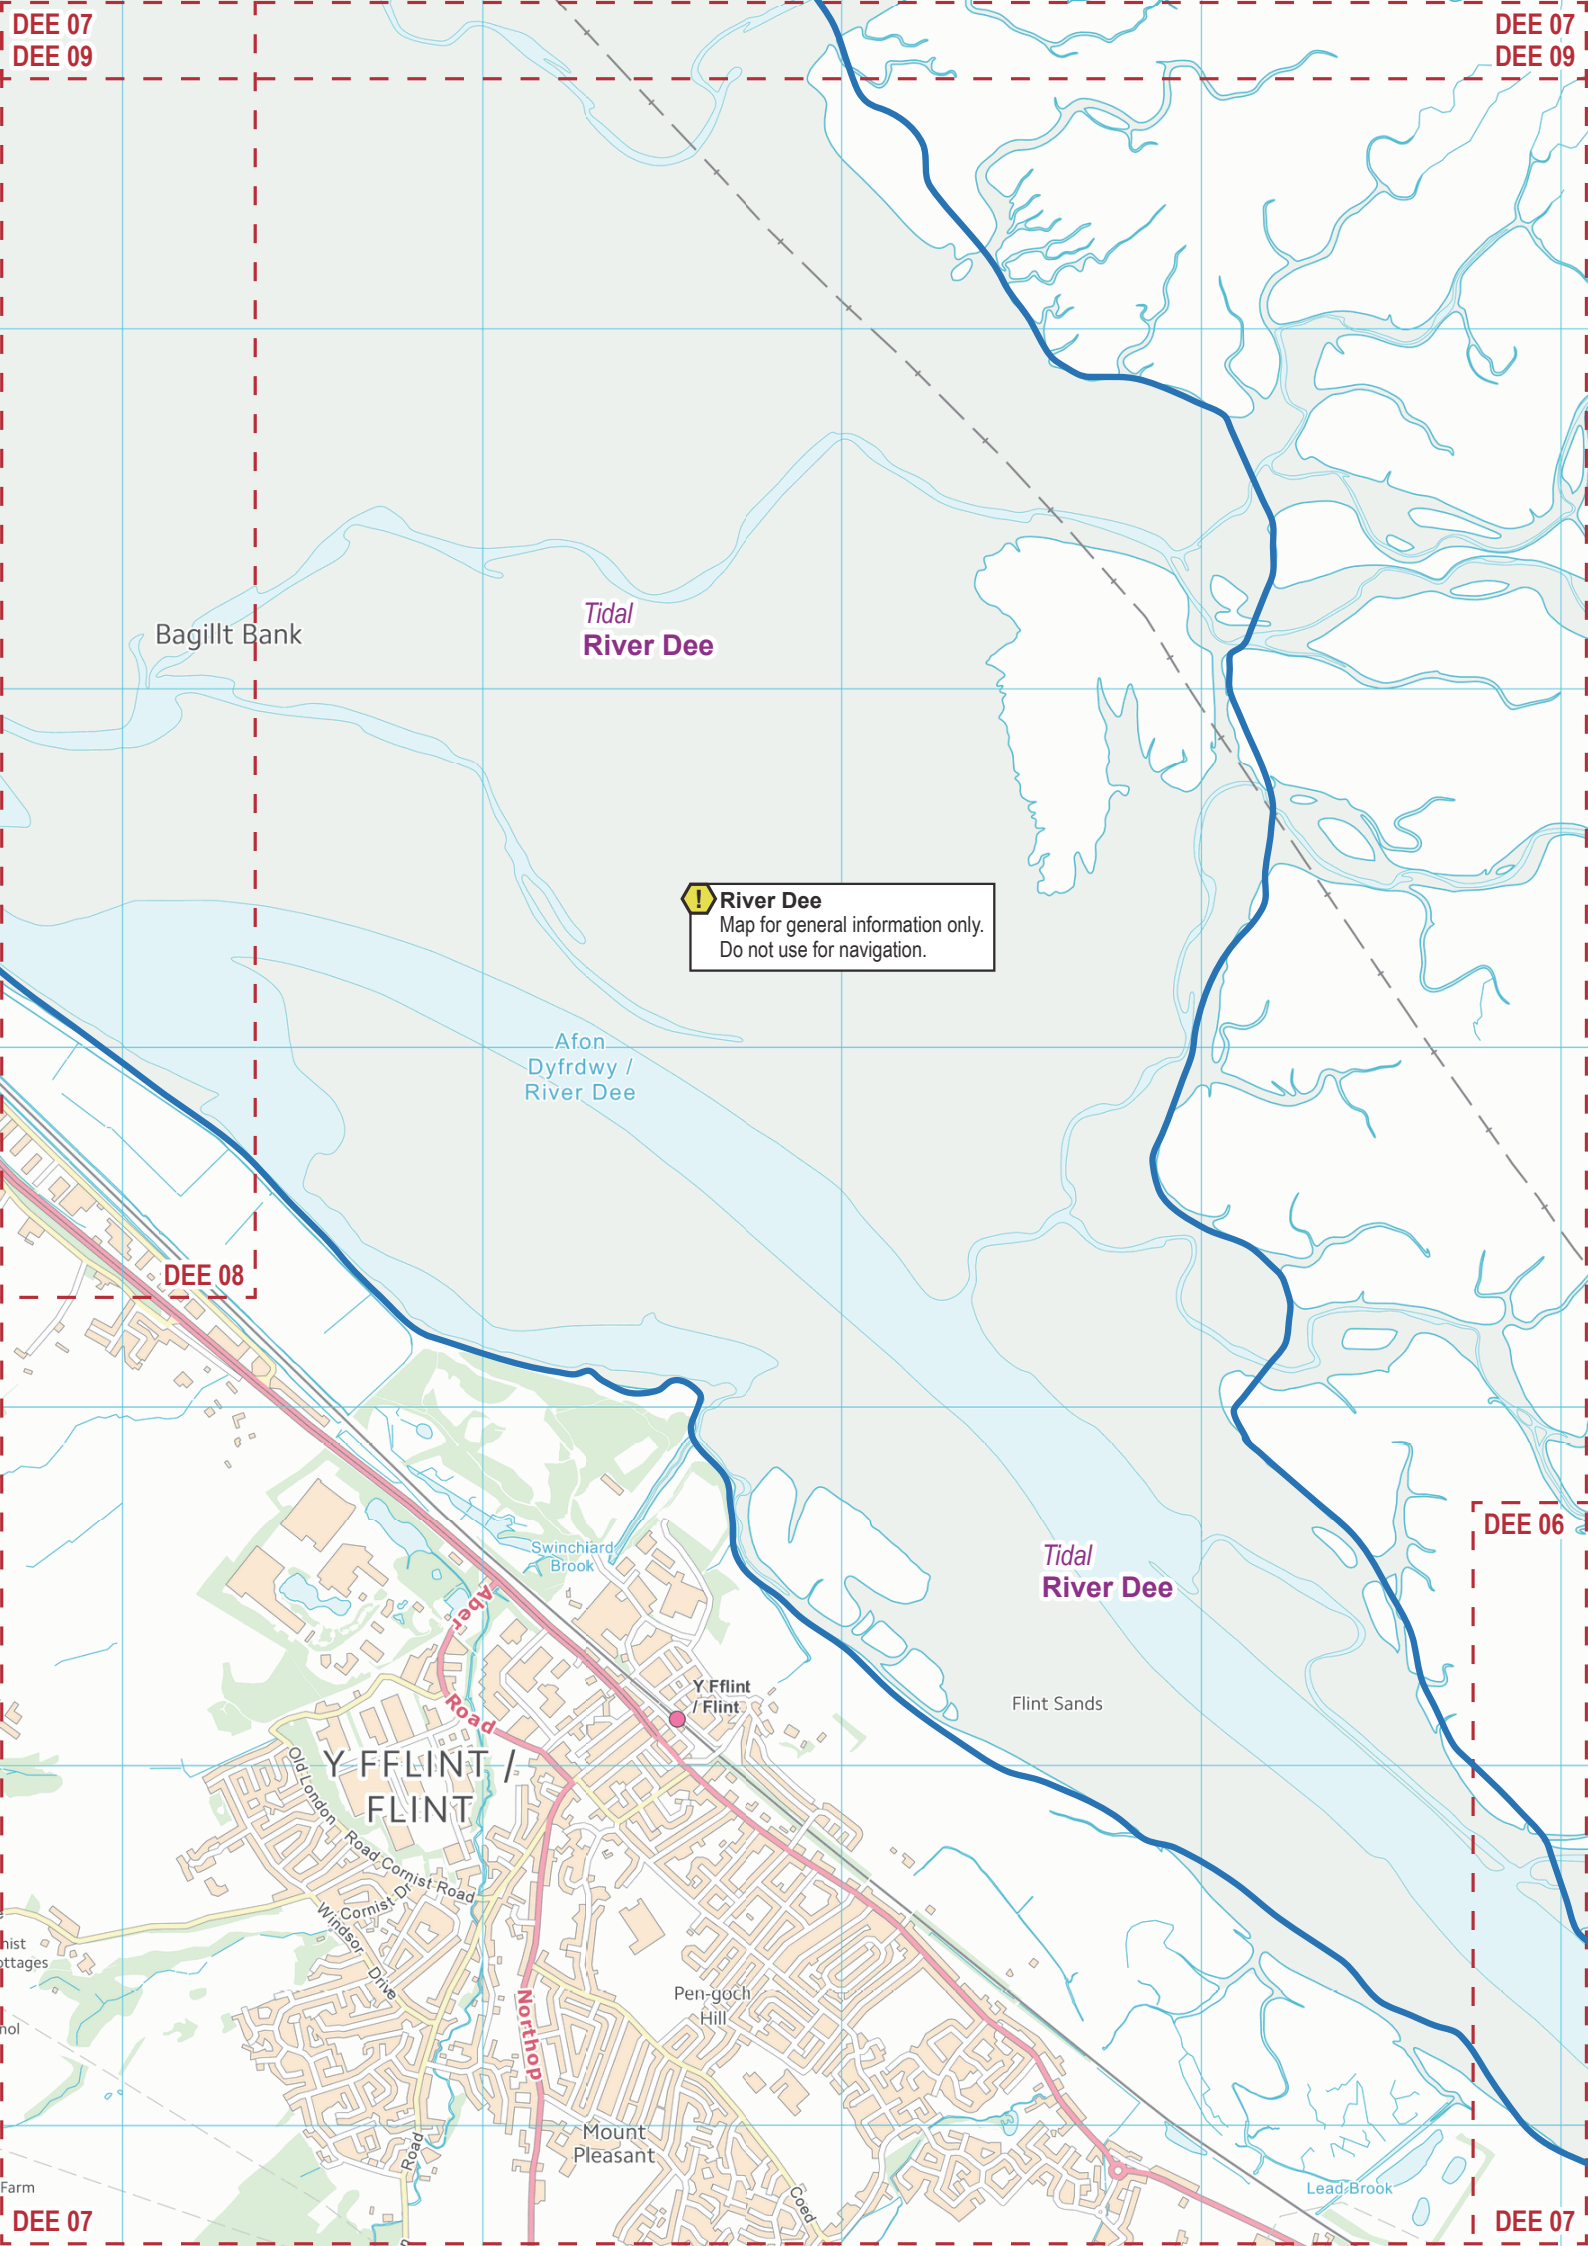 DEE 07
DEE 09
DEE 07
DEE 09
Tidal
River Dee
Bagillt Bank
! River Dee
Map for general information only.
Do not use for navigation.
Afon
Dyfrdwy /
River Dee
DEE 08
DEE 06
Swinchiard
Brook
Tidal
River Dee
Aber
Road
Y Fflint
/ Flint
Flint Sands
Y FFLINT /
FLINT
Old London
Road
Cornist Road
Cornist Dr
Windsor
Drive
nist
ottages
Pen-goch
Hill
Northop
nol
Mount
Pleasant
Road
Coed
Farm
Lead Brook
DEE 07
DEE 07